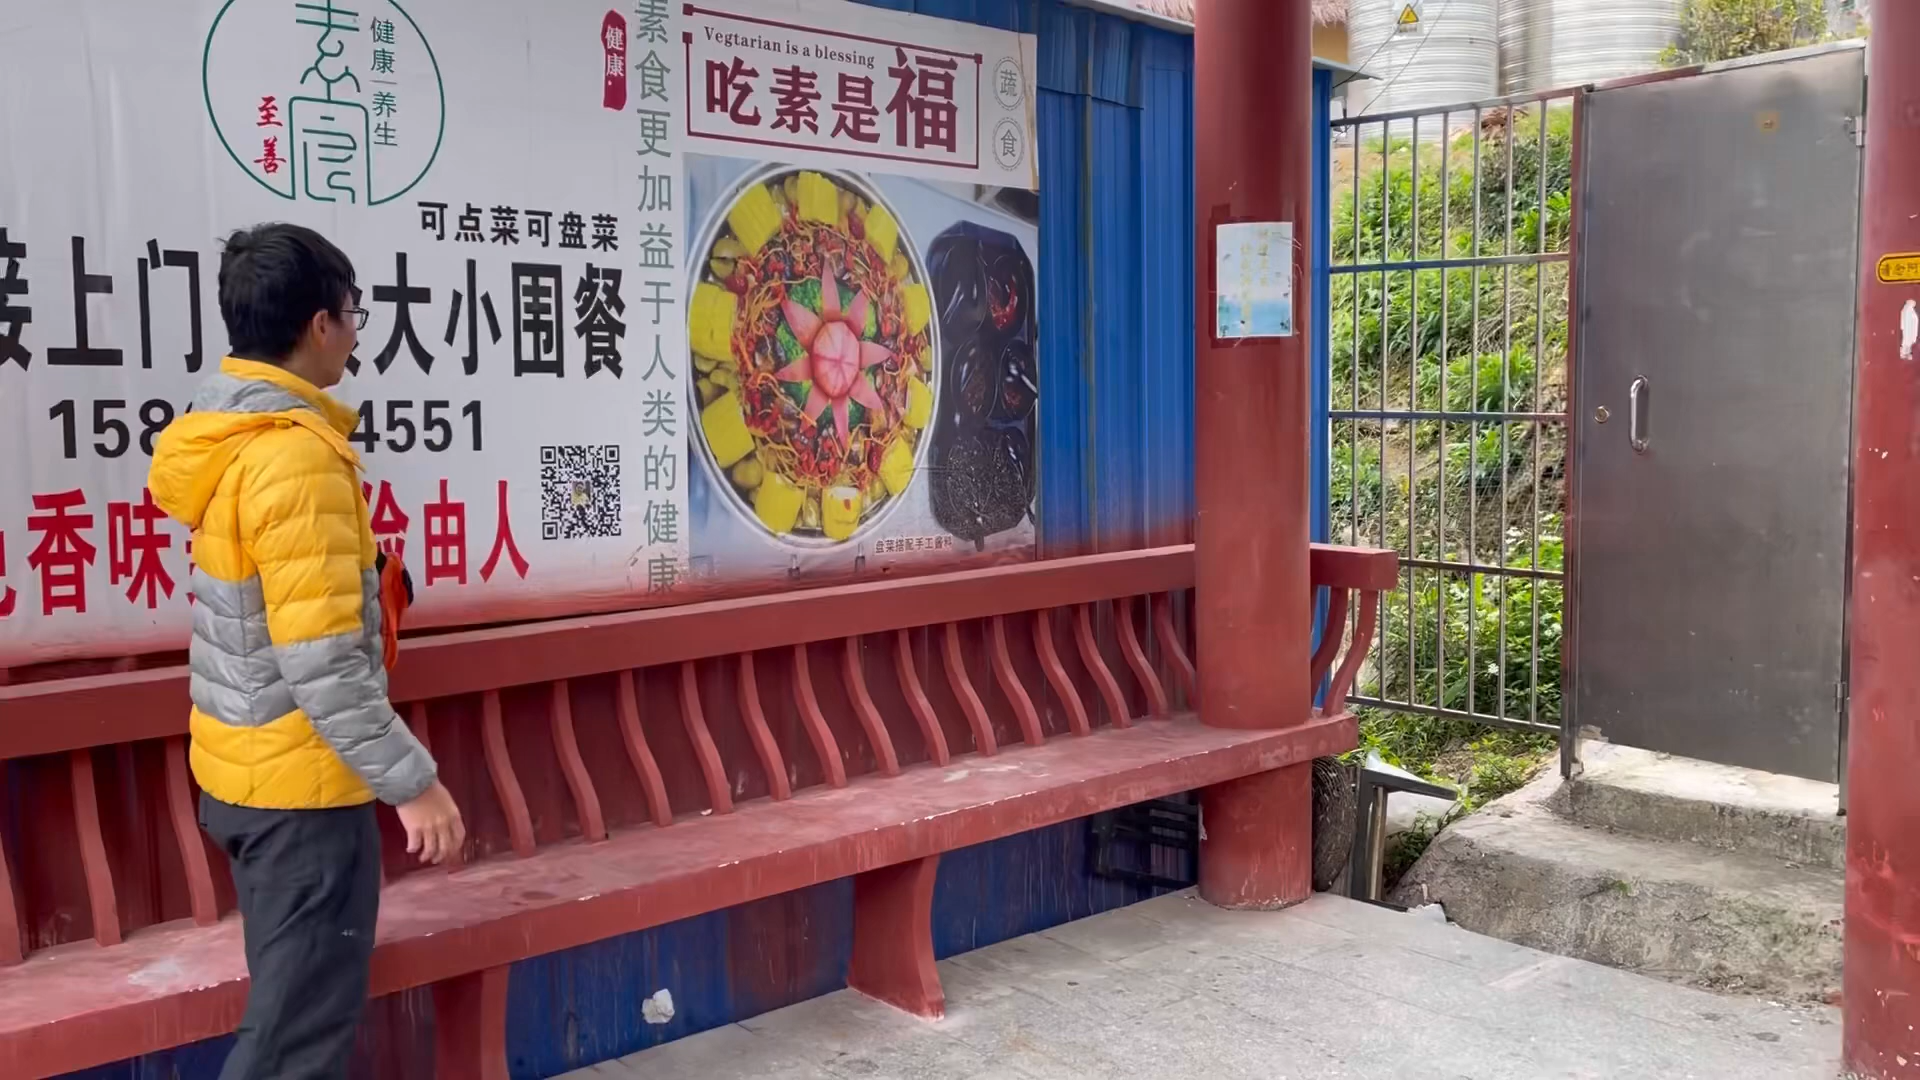 素食
健康
养生
至善
可点菜可盘菜
接上门
大小围餐
158
4551
香味
由人
健康
素食更加益于人类的健康
Vegtarian is a blessing
吃素是福
蔬
食
盘菜搭配手工酱料